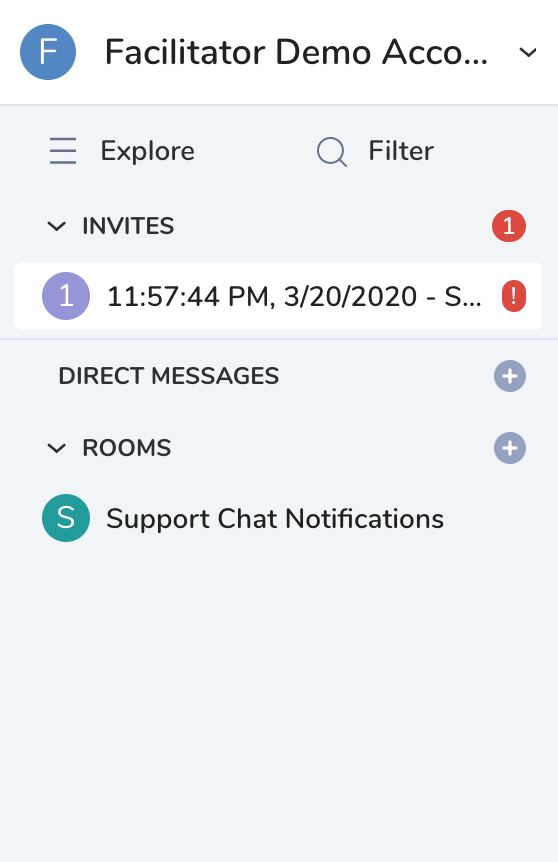 F Facilitator Demo Acco...
Explore Filter
INVITES 1
1 11:57:44 PM, 3/20/2020 - S... !
DIRECT MESSAGES +
ROOMS +
S Support Chat Notifications